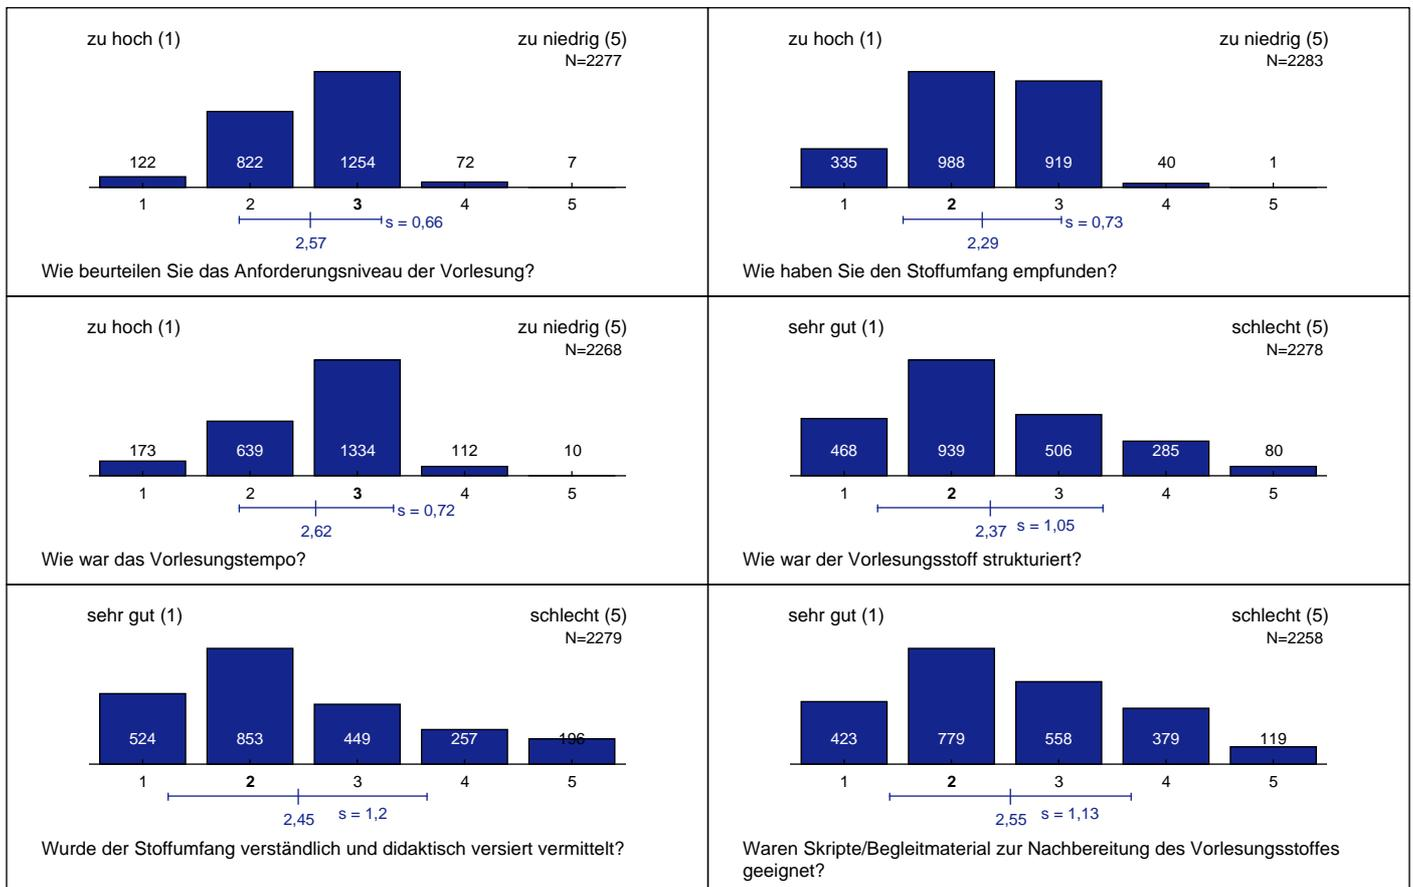 zu hoch (1) zu niedrig (5)
N=2277
122 822 1254 72 7
1 2 3 4 5
s = 0,66
2,57
Wie beurteilen Sie das Anforderungsniveau der Vorlesung?
zu hoch (1) zu niedrig (5)
N=2283
335 988 919 40 1
1 2 3 4 5
s = 0,73
2,29
Wie haben Sie den Stoffumfang empfunden?
zu hoch (1) zu niedrig (5)
N=2268
173 639 1334 112 10
1 2 3 4 5
s = 0,72
2,62
Wie war das Vorlesungstempo?
sehr gut (1) schlecht (5)
N=2278
468 939 506 285 80
1 2 3 4 5
2,37 s = 1,05
Wie war der Vorlesungsstoff strukturiert?
sehr gut (1) schlecht (5)
N=2279
524 853 449 257 196
1 2 3 4 5
2,45 s = 1,2
Wurde der Stoffumfang verständlich und didaktisch versiert vermittelt?
sehr gut (1) schlecht (5)
N=2258
423 779 558 379 119
1 2 3 4 5
2,55 s = 1,13
Waren Skripte/Begleitmaterial zur Nachbereitung des Vorlesungsstoffes
geeignet?